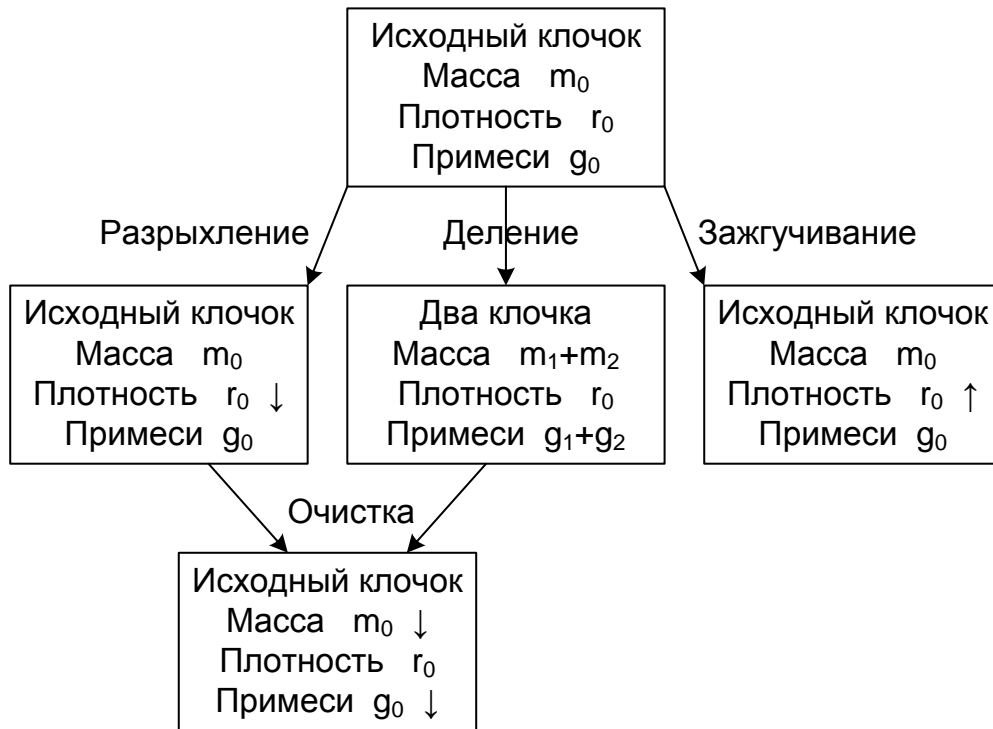 Исходный клочок
Масса m₀
Плотность r₀
Примеси g₀
Разрыхление
Деление
Зажгучивание
Исходный клочок
Масса m₀
Плотность r₀ ↓
Примеси g₀
Два клочка
Масса m₁+m₂
Плотность r₀
Примеси g₁+g₂
Исходный клочок
Масса m₀
Плотность r₀ ↑
Примеси g₀
Очистка
Исходный клочок
Масса m₀ ↓
Плотность r₀
Примеси g₀ ↓